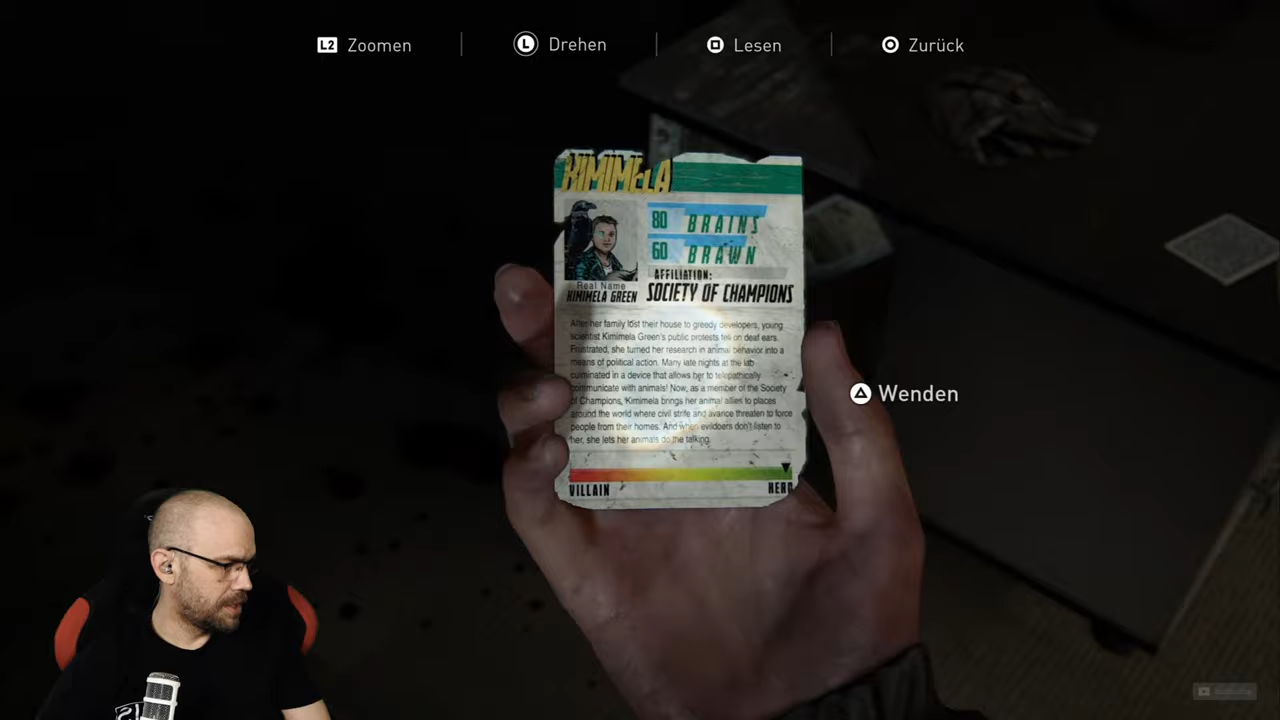 L2 Zoomen
L Drehen
Lesen
Zurück
KIMIMELA
80 BRAINS
60 BRAWN
AFFILIATION:
SOCIETY OF CHAMPIONS
Real Name
KIMIMELA GREEN
After her family lost their house to greedy developers, young
scientist Kimimela Green's public protests fell on deaf ears.
Frustrated, she turned her research in animal behavior into a
means of political action. Many late nights at the lab
culminated in a device that allows her to telepathically
communicate with animals! Now, as a member of the Society
of Champions, Kimimela brings her animal allies to places
around the world where civil strife and avarice threaten to force
people from their homes. And when evildoers don't listen to
her, she lets her animals do the talking.
VILLAIN
HERO
Wenden